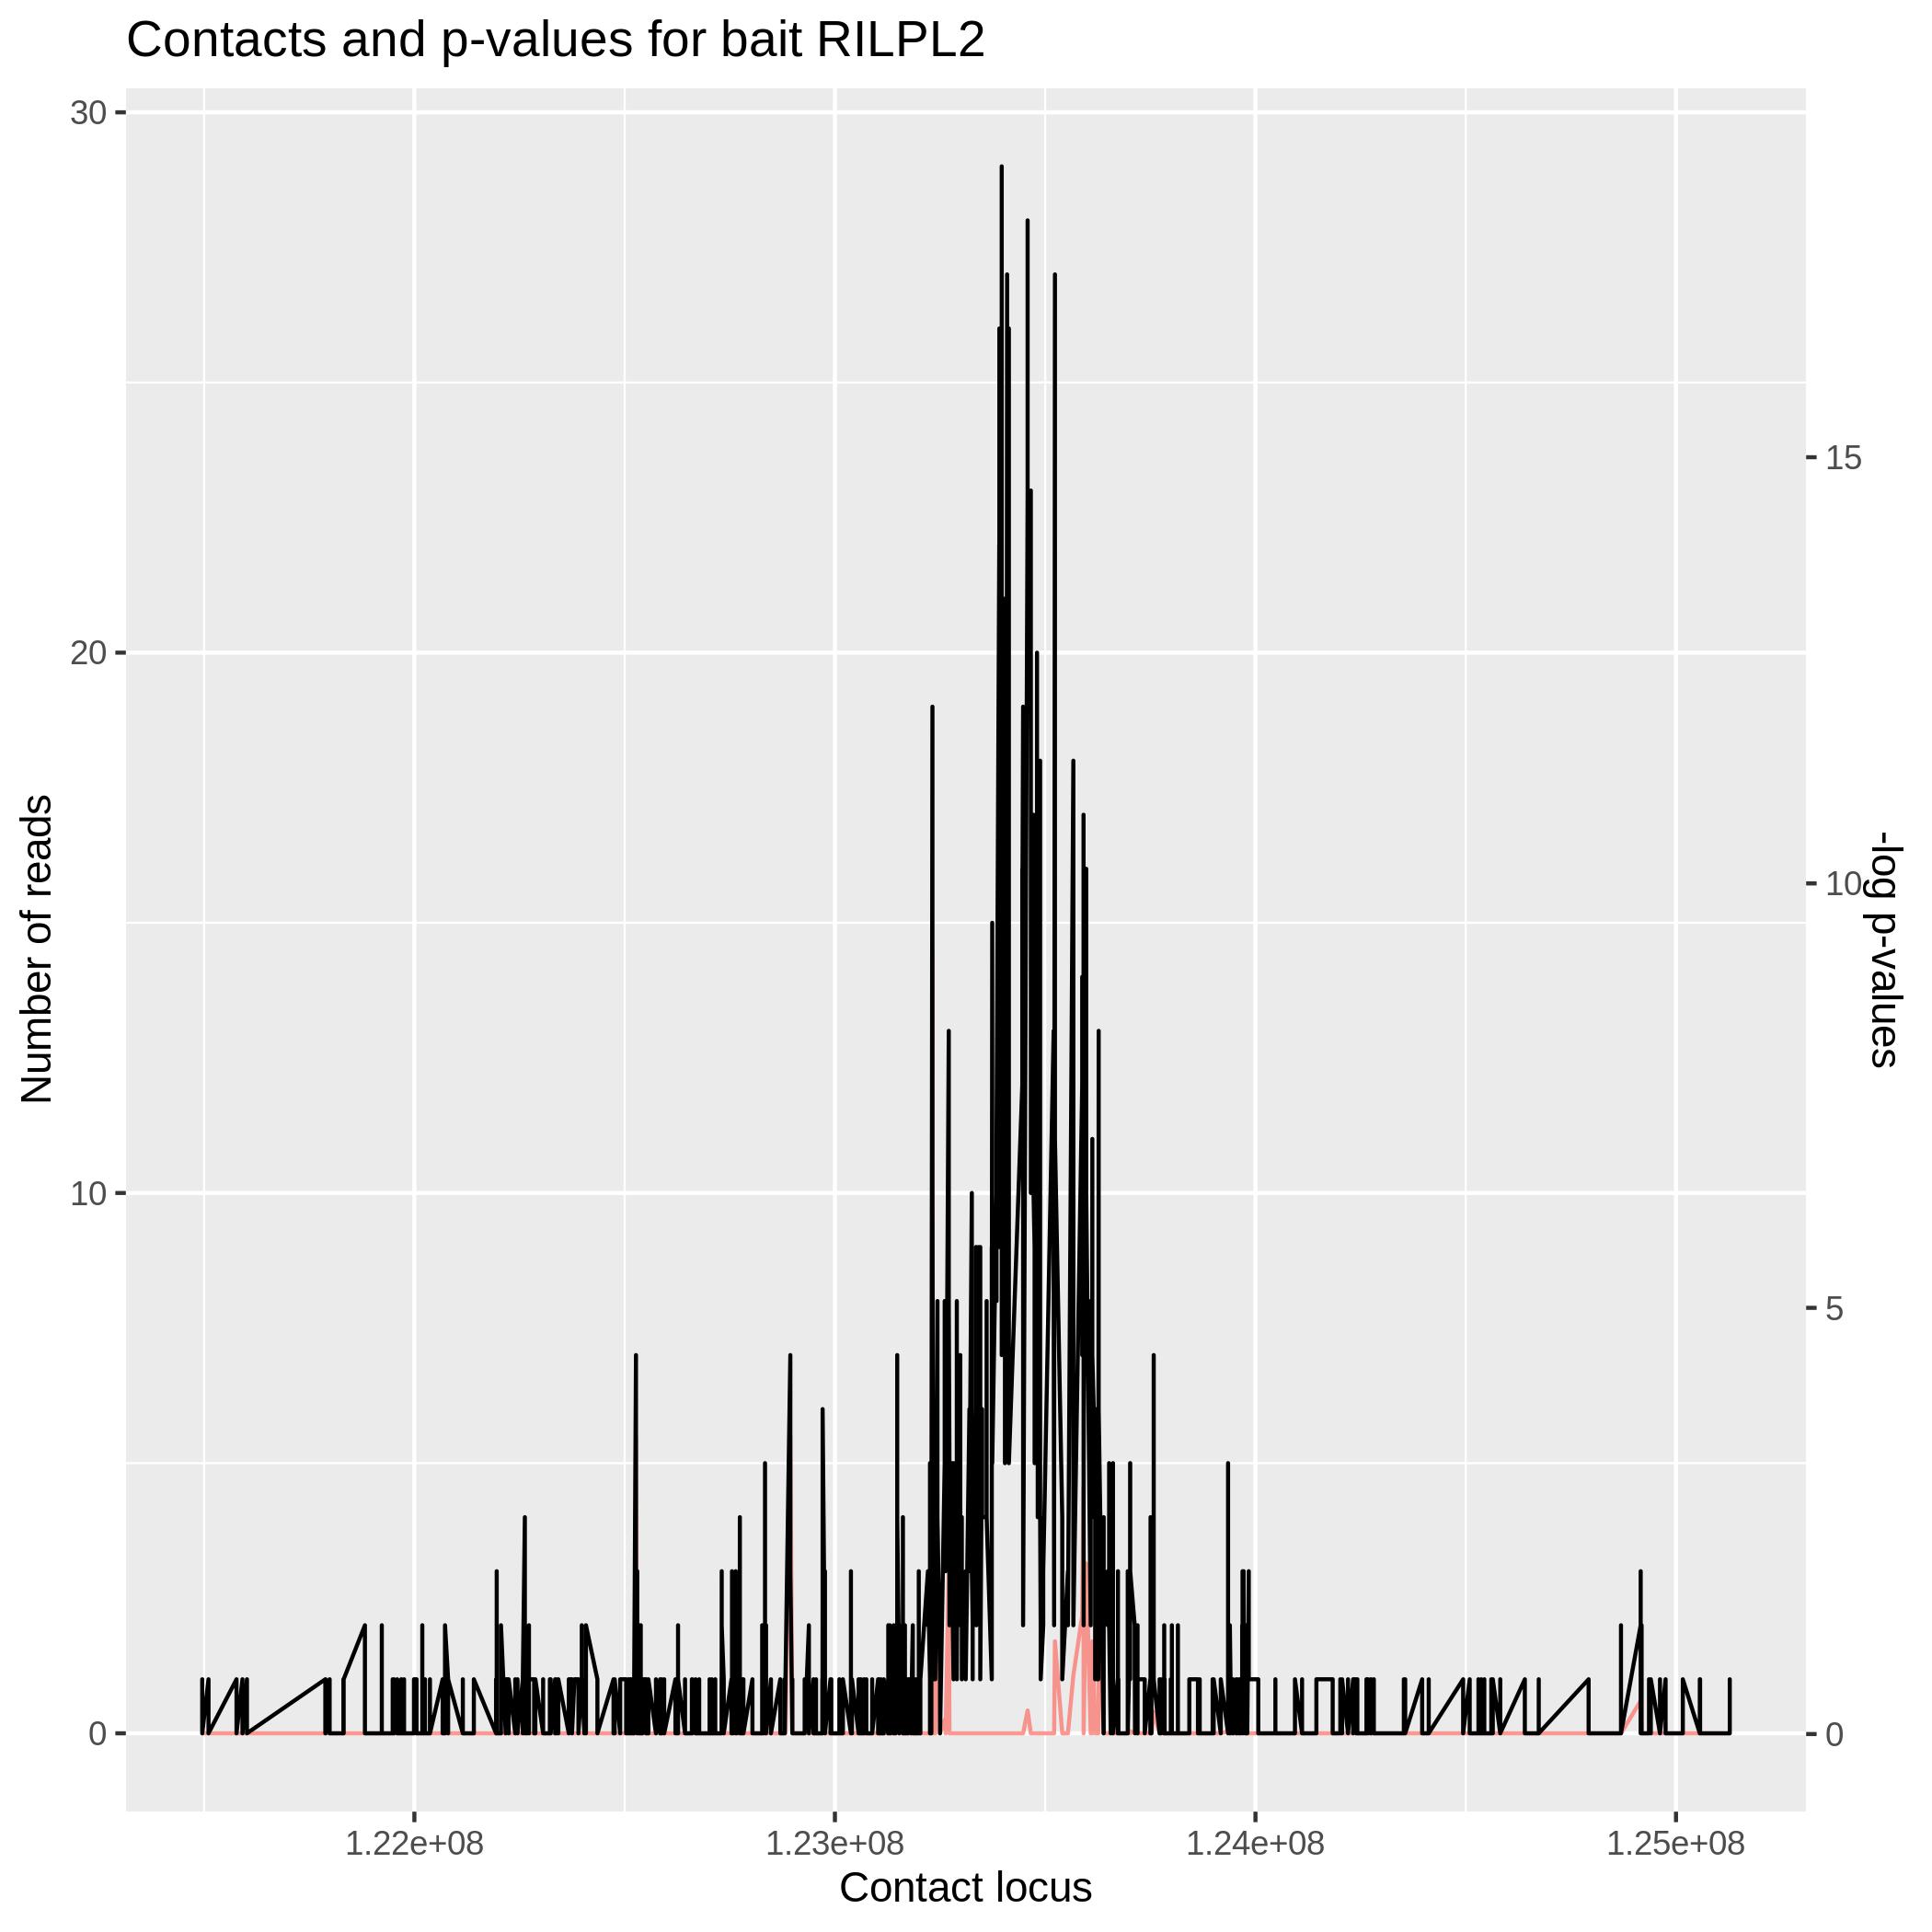 Contacts and p-values for bait RILPL2
30
20
10
0
Number of reads
15
10
5
0
-log p-values
1.22e+08
1.23e+08
1.24e+08
1.25e+08
Contact locus